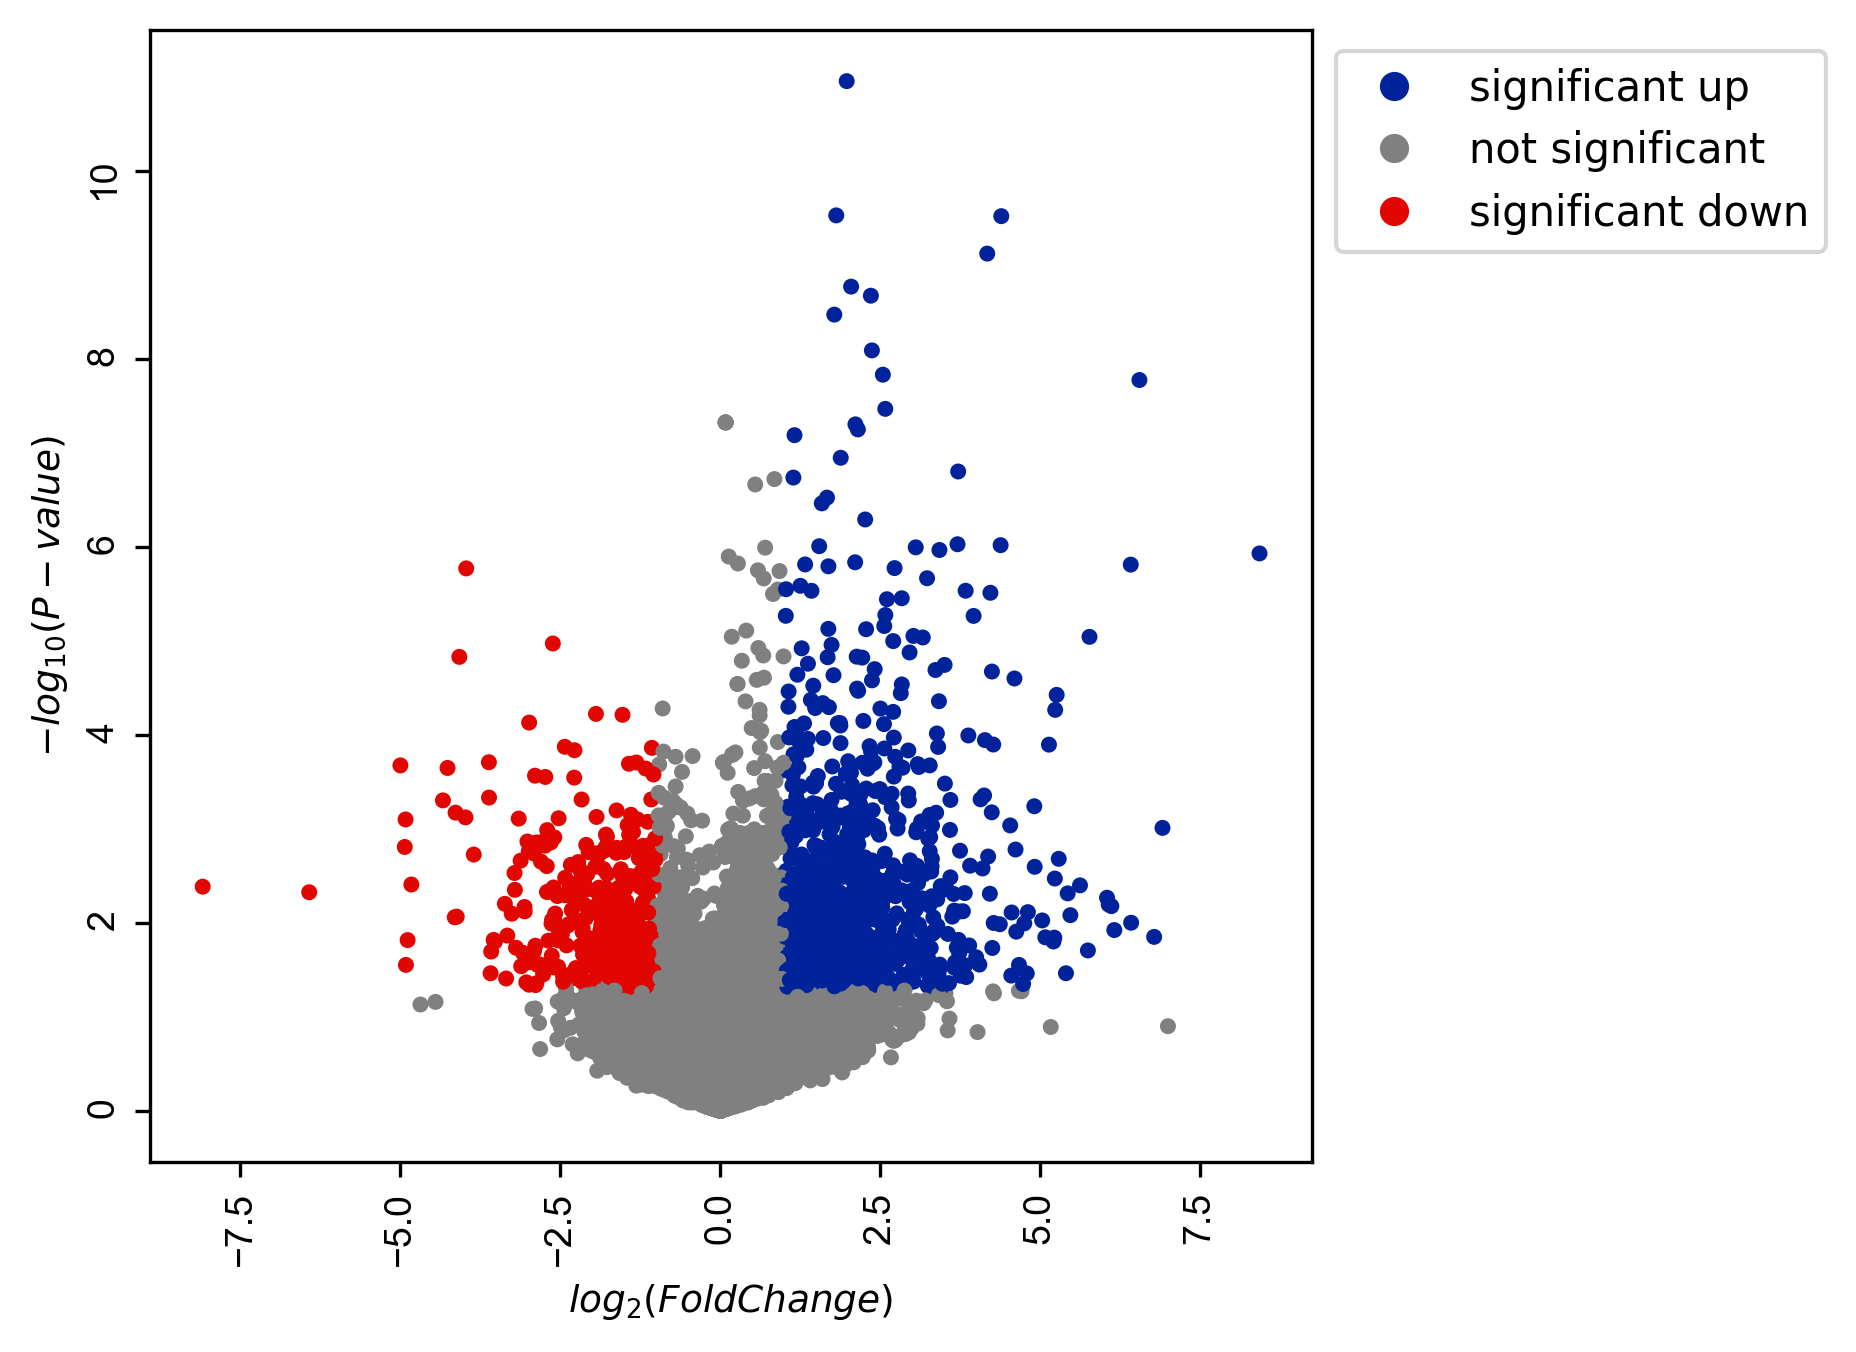 significant up
not significant
significant down
10
8
6
4
2
0
−log₁₀(P − value)
−7.5
−5.0
−2.5
0.0
2.5
5.0
7.5
log₂(FoldChange)